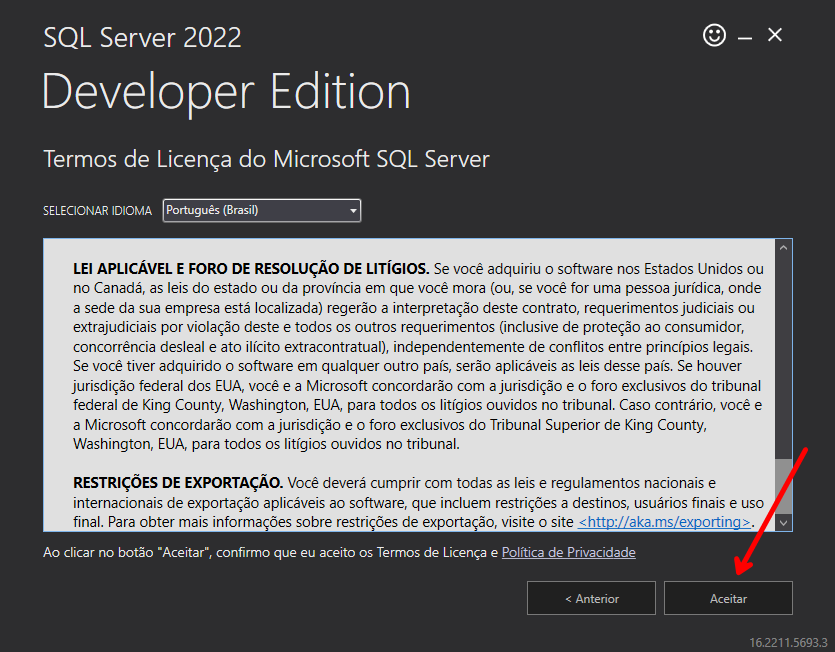 SQL Server 2022
Developer Edition
Termos de Licença do Microsoft SQL Server
SELECIONAR IDIOMA Português (Brasil)
LEI APLICÁVEL E FORO DE RESOLUÇÃO DE LITÍGIOS. Se você adquiriu o software nos Estados Unidos ou
no Canadá, as leis do estado ou da província em que você mora (ou, se você for uma pessoa jurídica, onde
a sede da sua empresa está localizada) regerão a interpretação deste contrato, requerimentos judiciais ou
extrajudiciais por violação deste e todos os outros requerimentos (inclusive de proteção ao consumidor,
concorrência desleal e ato ilícito extracontratual), independentemente de conflitos entre princípios legais.
Se você tiver adquirido o software em qualquer outro país, serão aplicáveis as leis desse país. Se houver
jurisdição federal dos EUA, você e a Microsoft concordarão com a jurisdição e o foro exclusivos do tribunal
federal de King County, Washington, EUA, para todos os litígios ouvidos no tribunal. Caso contrário, você e
a Microsoft concordarão com a jurisdição e o foro exclusivos do Tribunal Superior de King County,
Washington, EUA, para todos os litígios ouvidos no tribunal.
RESTRIÇÕES DE EXPORTAÇÃO. Você deverá cumprir com todas as leis e regulamentos nacionais e
internacionais de exportação aplicáveis ao software, que incluem restrições a destinos, usuários finais e uso
final. Para obter mais informações sobre restrições de exportação, visite o site <http://aka.ms/exporting>.
Ao clicar no botão "Aceitar", confirmo que eu aceito os Termos de Licença e Política de Privacidade
< Anterior
Aceitar
16.2211.5693.3